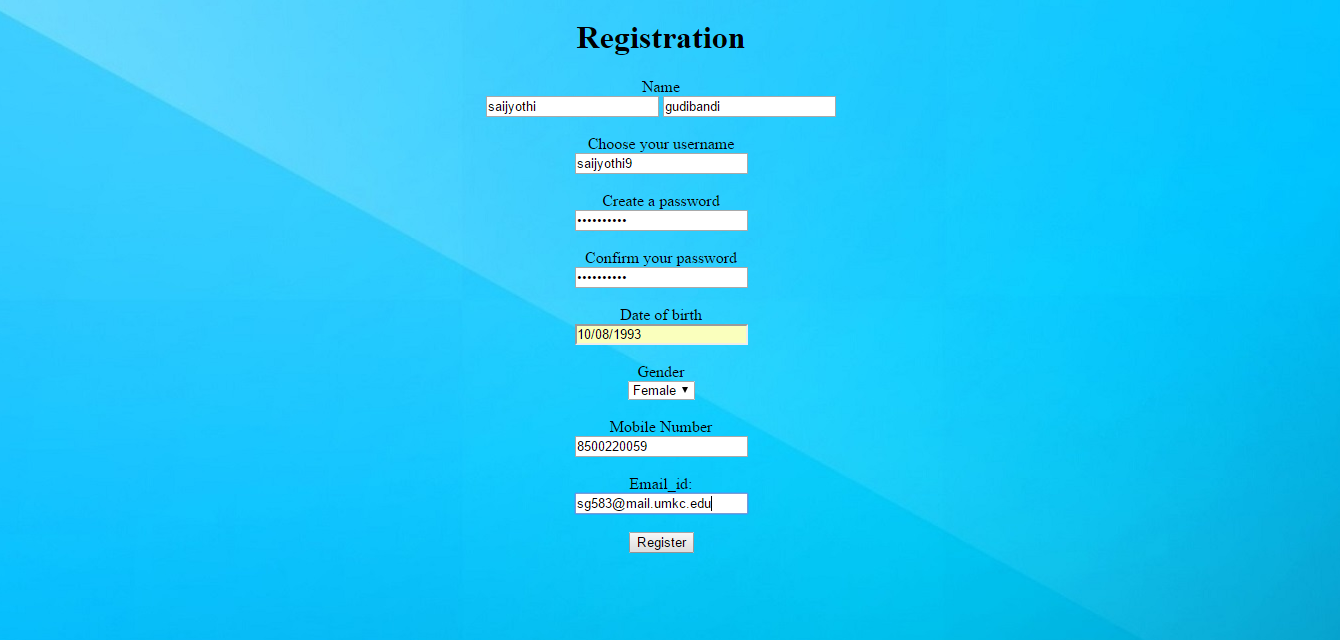 Registration
Name
saijyothi gudibandi
Choose your username
saijyothi9
Create a password
••••••••••
Confirm your password
••••••••••
Date of birth
10/08/1993
Gender
Female ▼
Mobile Number
8500220059
Email_id:
sg583@mail.umkc.edu
Register